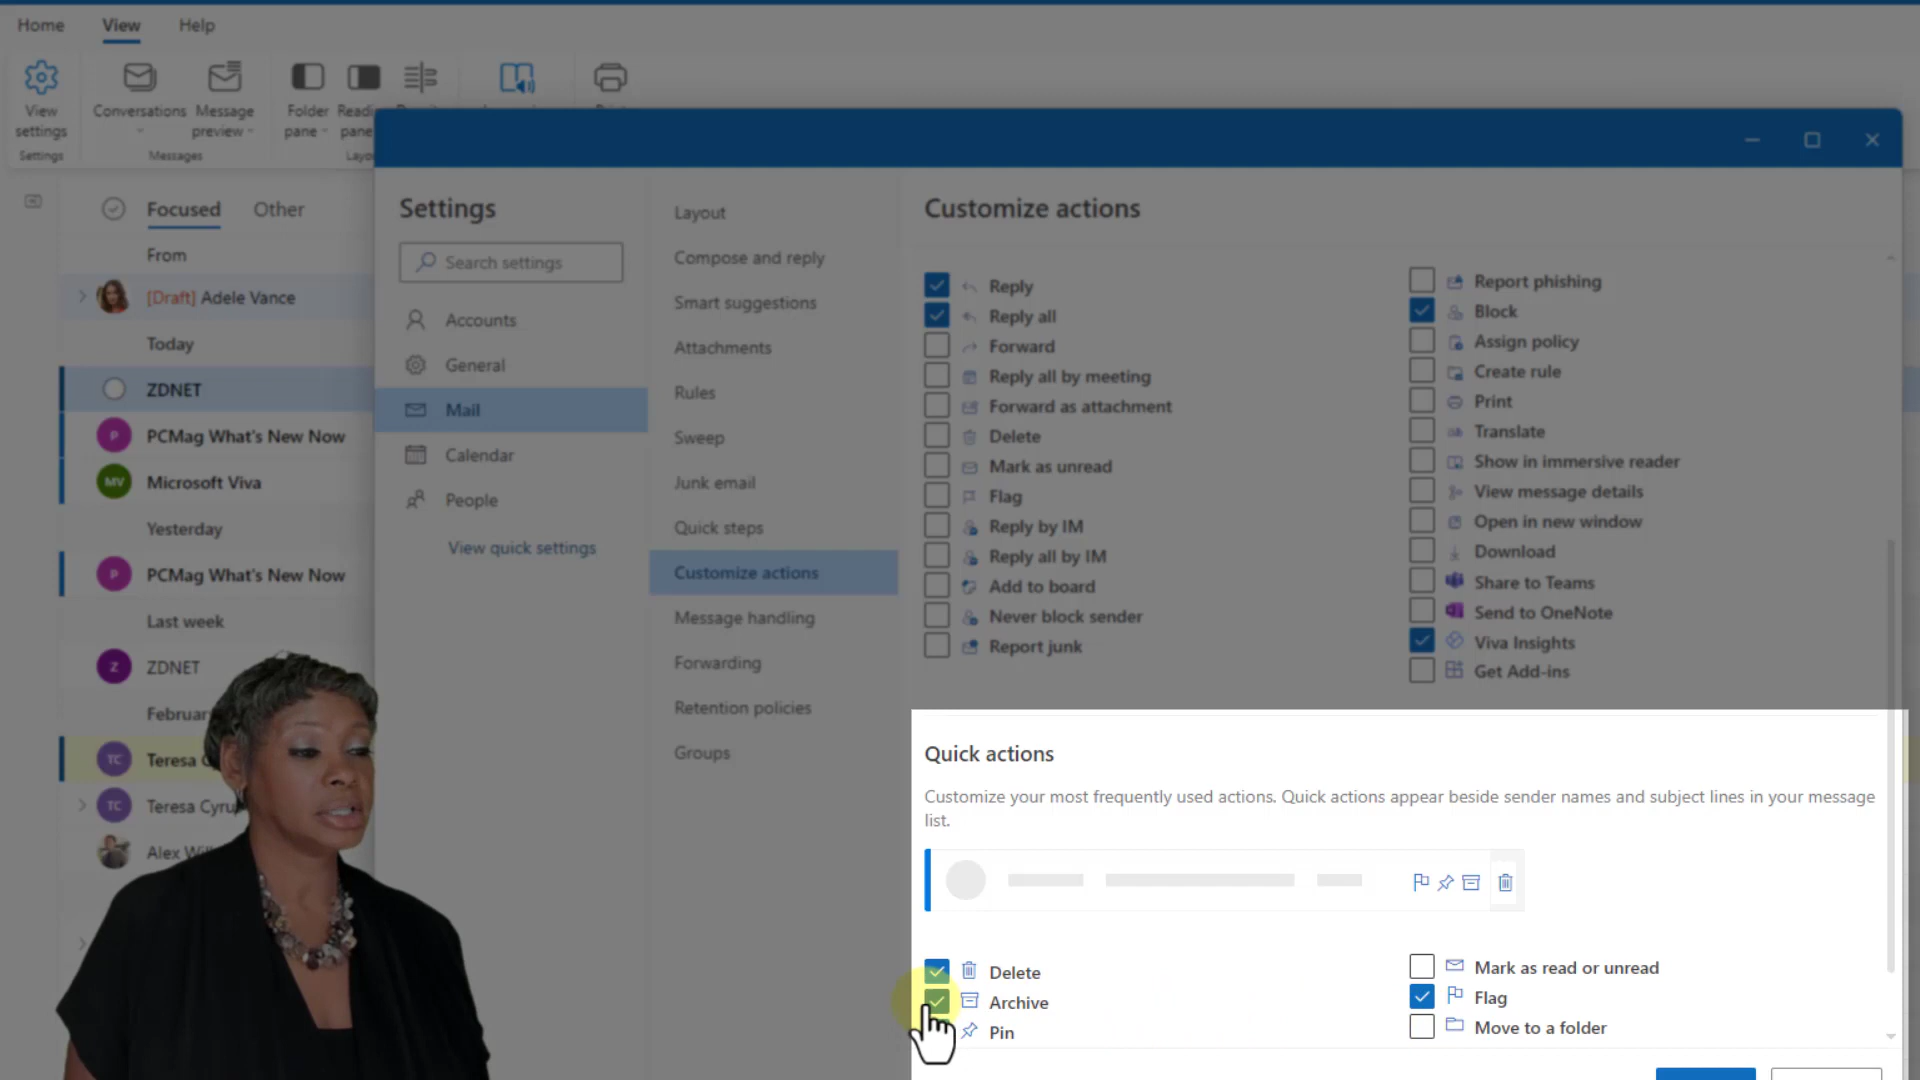 Home View Help
View settings
Conversations
Message preview
Folder pane
Settings
Messages
Settings
Search settings
Accounts
General
Mail
Calendar
People
View quick settings
Layout
Compose and reply
Smart suggestions
Attachments
Rules
Sweep
Junk email
Quick steps
Customize actions
Message handling
Forwarding
Retention policies
Groups
Focused Other
From
[Draft] Adele Vance
Today
ZDNET
P PCMag What's New Now
MV Microsoft Viva
Yesterday
P PCMag What's New Now
Last week
Z ZDNET
TC Teresa
TC Teresa
Alex
Customize actions
Reply
Reply all
Forward
Reply all by meeting
Forward as attachment
Delete
Mark as unread
Flag
Reply by IM
Reply all by IM
Add to board
Never block sender
Report junk
Report phishing
Block
Assign policy
Create rule
Print
Translate
Show in immersive reader
View message details
Open in new window
Download
Share to Teams
Send to OneNote
Viva Insights
Get Add-ins
Quick actions
Customize your most frequently used actions. Quick actions appear beside sender names and subject lines in your message
list.
Delete
Archive
Pin
Mark as read or unread
Flag
Move to a folder